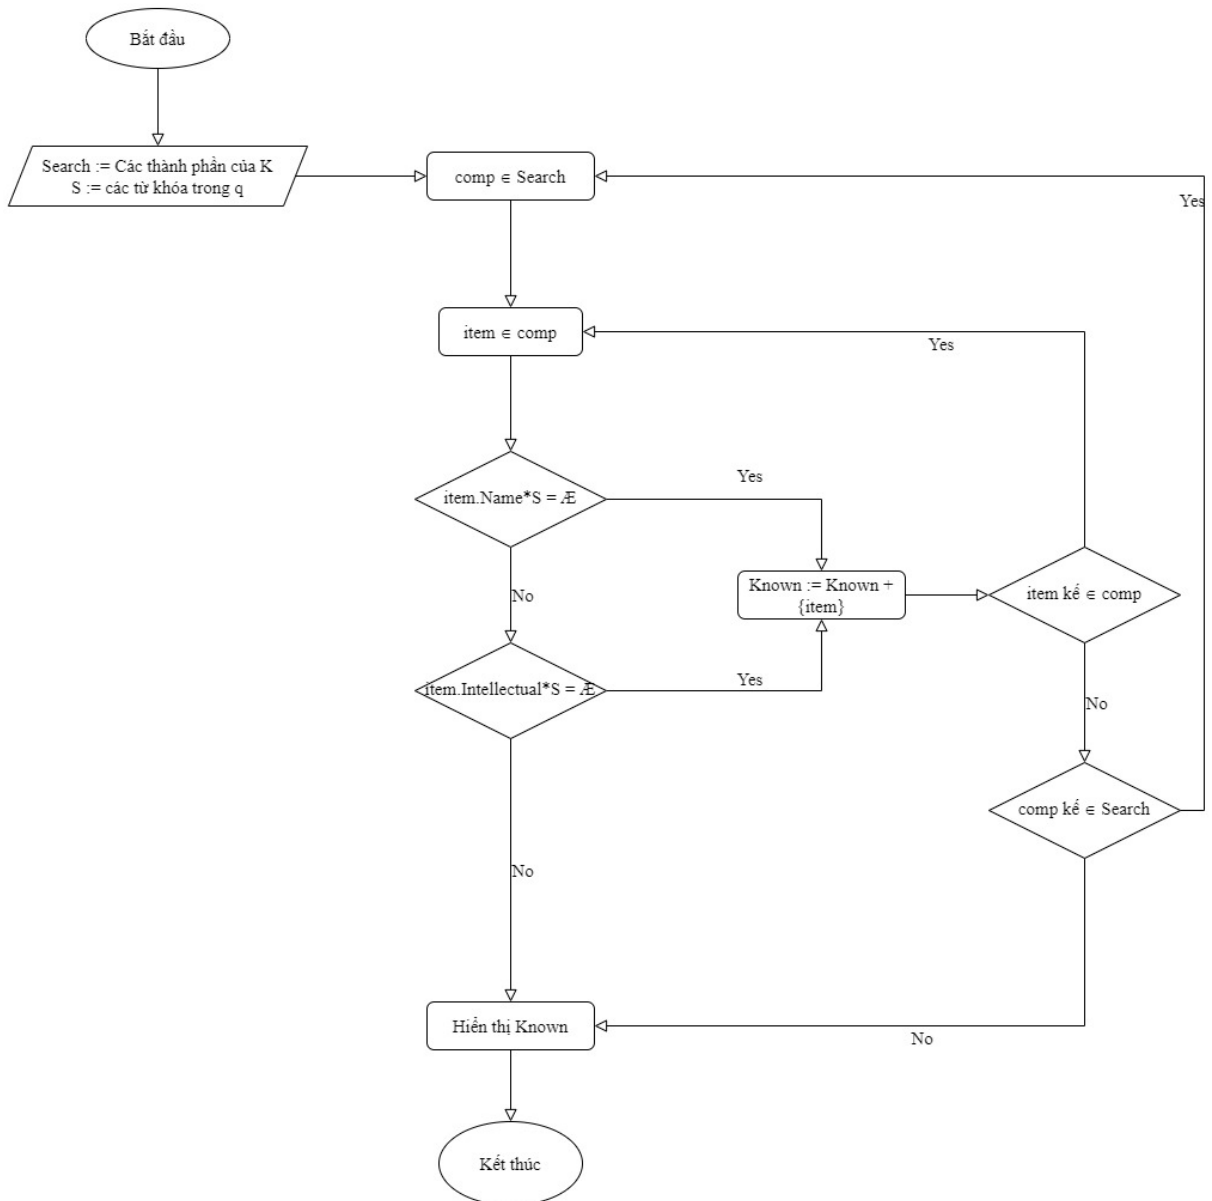 Bắt đầu
Search := Các thành phần của K
S := các từ khóa trong q
comp ∈ Search
Yes
item ∈ comp
Yes
item.Name*S = Æ
Yes
Known := Known +
{item}
item kế ∈ comp
No
item.Intellectual*S = Æ
Yes
No
comp kế ∈ Search
No
Hiển thị Known
No
Kết thúc